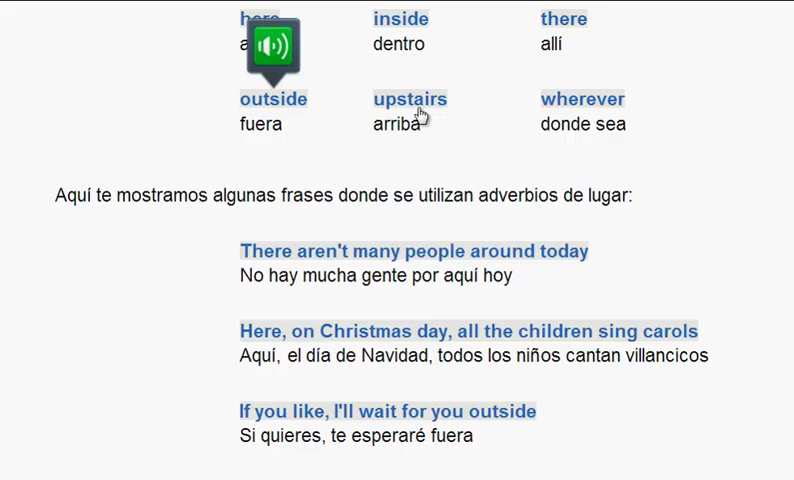 here inside there
dentro allí
outside upstairs wherever
fuera arriba donde sea
Aquí te mostramos algunas frases donde se utilizan adverbios de lugar:
There aren't many people around today
No hay mucha gente por aquí hoy
Here, on Christmas day, all the children sing carols
Aquí, el día de Navidad, todos los niños cantan villancicos
If you like, I'll wait for you outside
Si quieres, te esperaré fuera